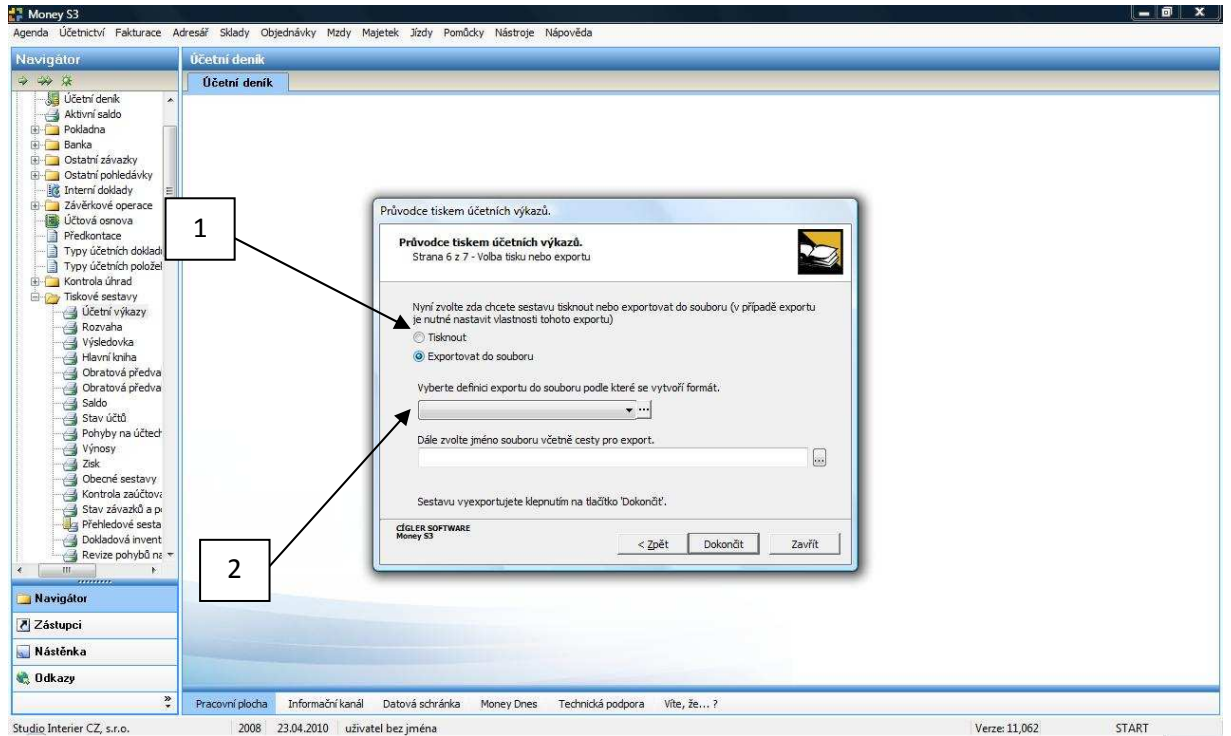 Money S3
Agenda Účetnictví Fakturace Adresář Sklady Objednávky Mzdy Majetek Jízdy Pomůcky Nástroje Nápověda
Navigátor
Účetní deník
Účetní deník
Účetní deník
Aktivní saldo
Pokladna
Banka
Ostatní závazky
Ostatní pohledávky
Interní doklady
Závěrkové operace
Účtová osnova
Předkontace
Typy účetních dokladů
Typy účetních položek
Kontrola úhrad
Tiskové sestavy
Účetní výkazy
Rozvaha
Výsledovka
Hlavní kniha
Obratová předva
Obratová předva
Saldo
Stav účtů
Pohyby na účtech
Výnosy
Zisk
Obecné sestavy
Kontrola zaúčtova
Stav závazků a p
Přehledové sesta
Dokladová invent
Revize pohybů na
Navigátor
Zástupci
Nástěnka
Odkazy
1
2
Průvodce tiskem účetních výkazů.
Průvodce tiskem účetních výkazů.
Strana 6 z 7 - Volba tisku nebo exportu
Nyní zvolte zda chcete sestavu tisknout nebo exportovat do souboru (v případě exportu
je nutné nastavit vlastnosti tohoto exportu)
Tisknout
Exportovat do souboru
Vyberte definici exportu do souboru podle které se vytvoří formát.
...
Dále zvolte jméno souboru včetně cesty pro export.
...
Sestavu vyexportujete klepnutím na tlačítko 'Dokončit'.
CÍGLER SOFTWARE
Money S3
< Zpět Dokončit Zavřít
Pracovní plocha Informační kanál Datová schránka Money Dnes Technická podpora Víte, že... ?
Studio Interier CZ, s.r.o. 2008 23.04.2010 uživatel bez jména Verze: 11,062 START